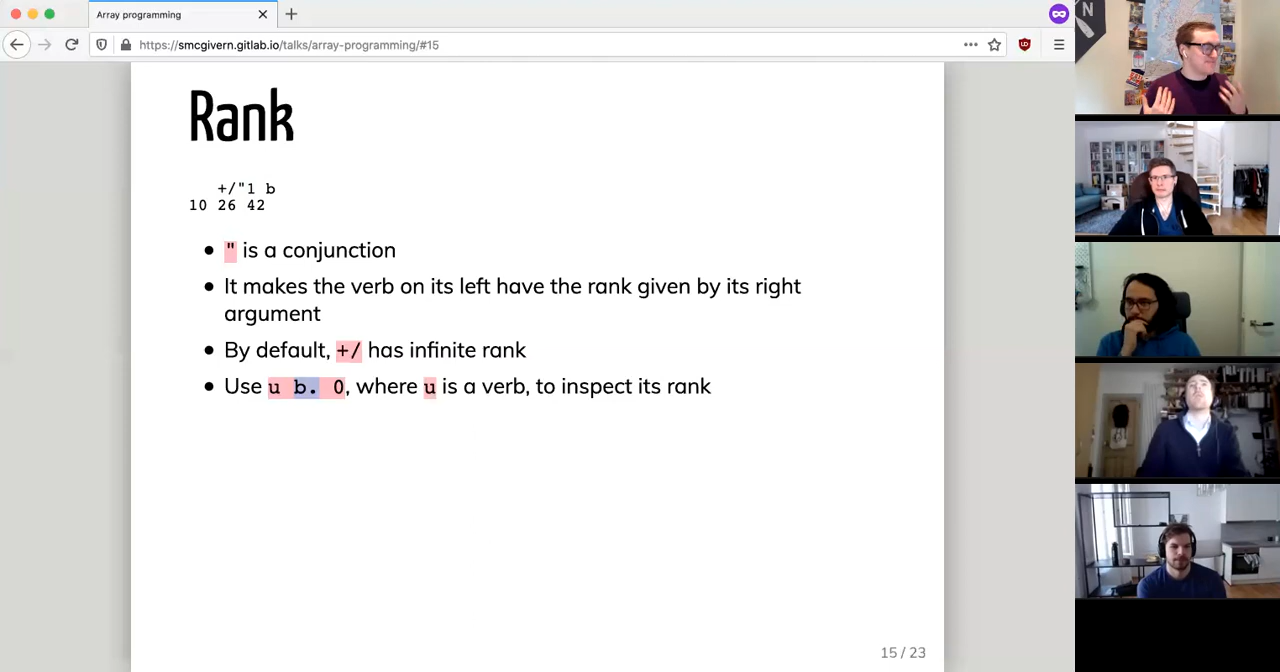 Array programming
https://smcgivern.gitlab.io/talks/array-programming/#15
N
Rank
+/"1 b
10 26 42
" is a conjunction
It makes the verb on its left have the rank given by its right
argument
By default, +/ has infinite rank
Use u b. 0, where u is a verb, to inspect its rank
15 / 23